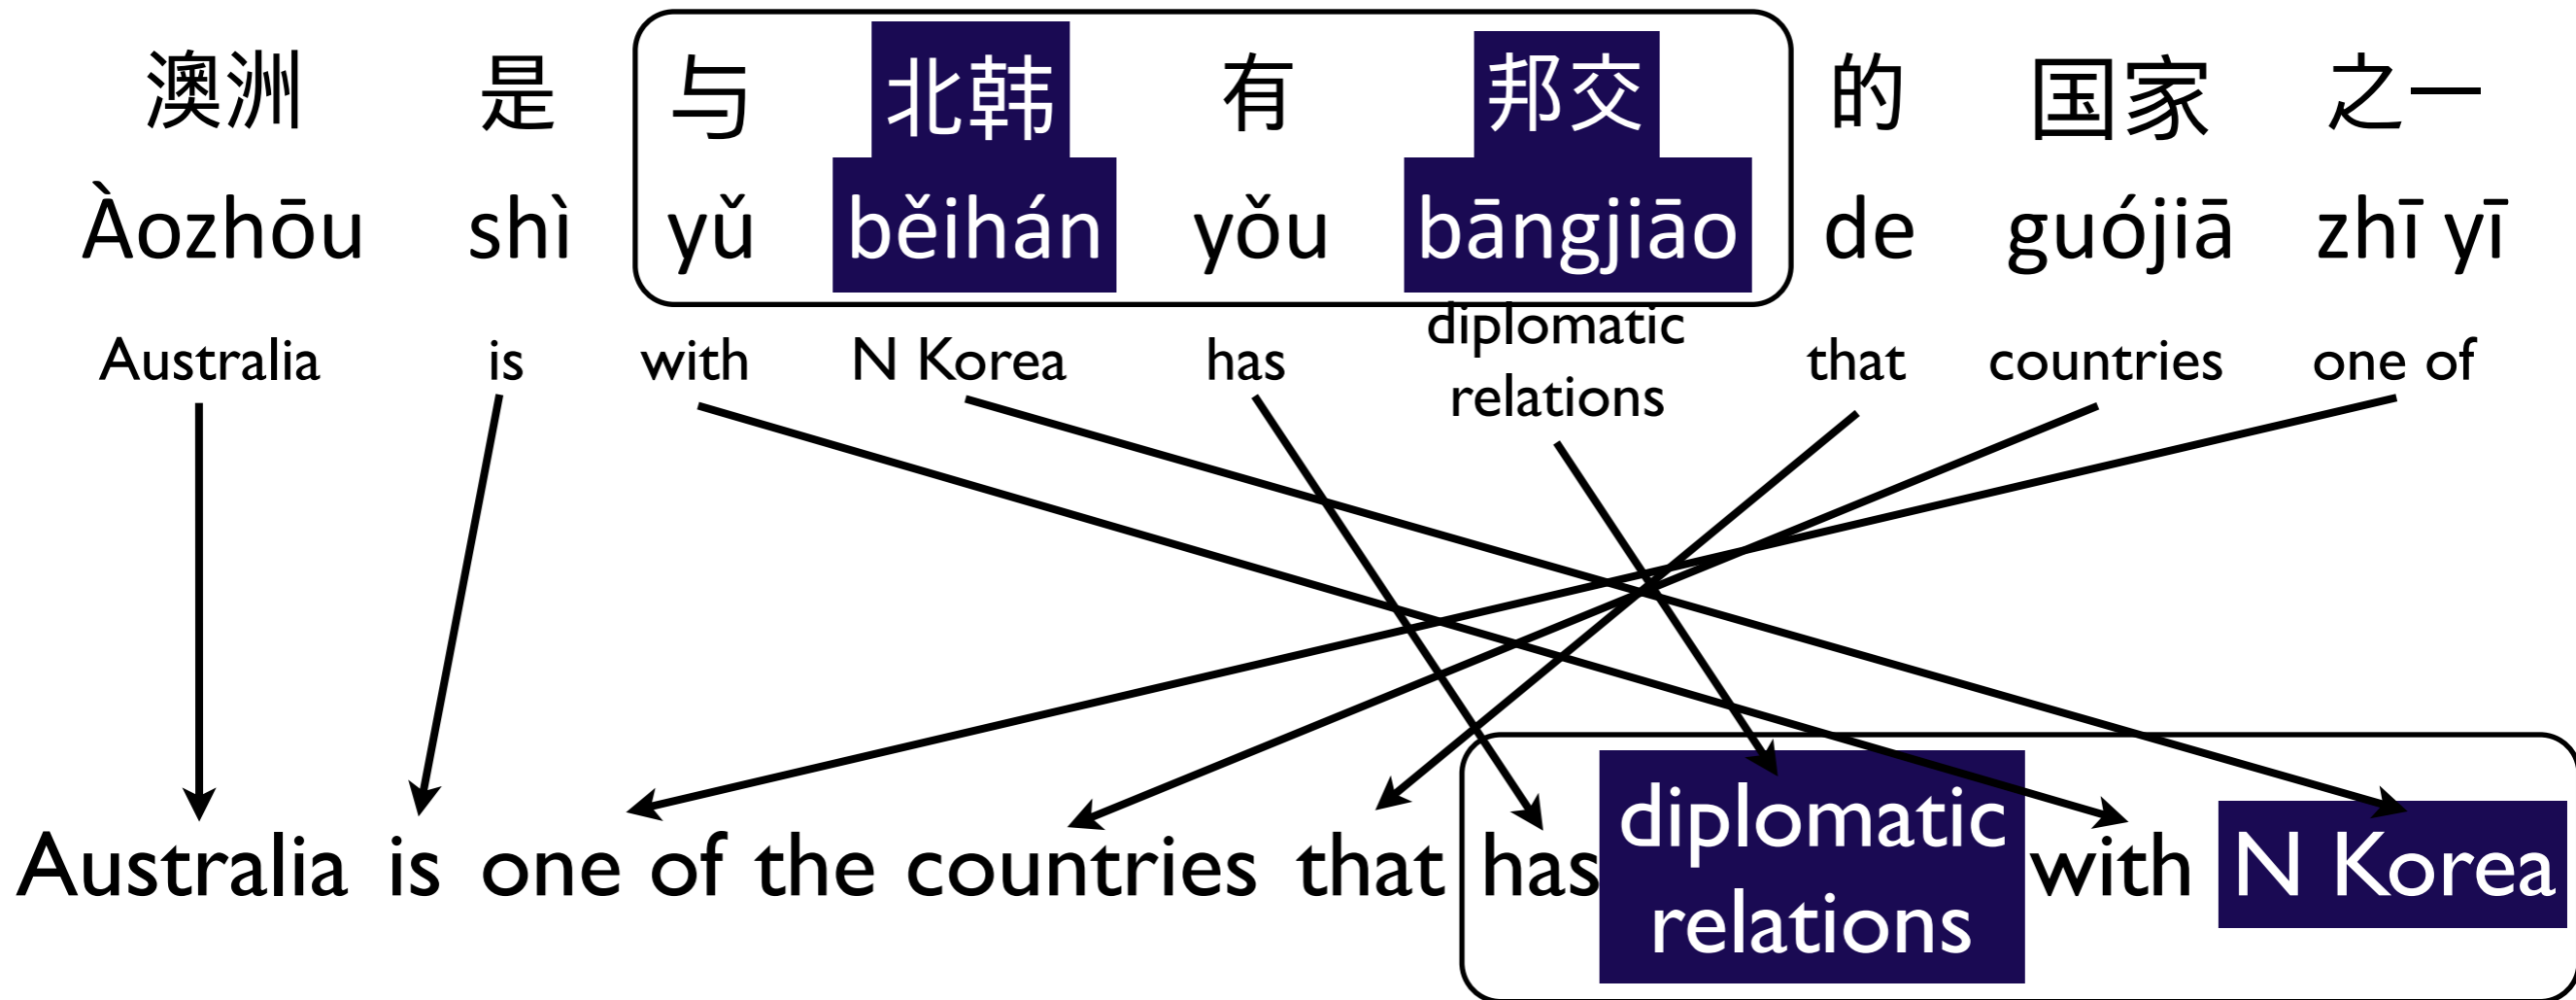 澳洲 是 与 北韩 有 邦交 的 国家 之一
Àozhōu shì yǔ běihán yǒu bāngjiāo de guójiā zhī yī
Australia is with N Korea has diplomatic relations that countries one of
Australia is one of the countries that has diplomatic relations with N Korea